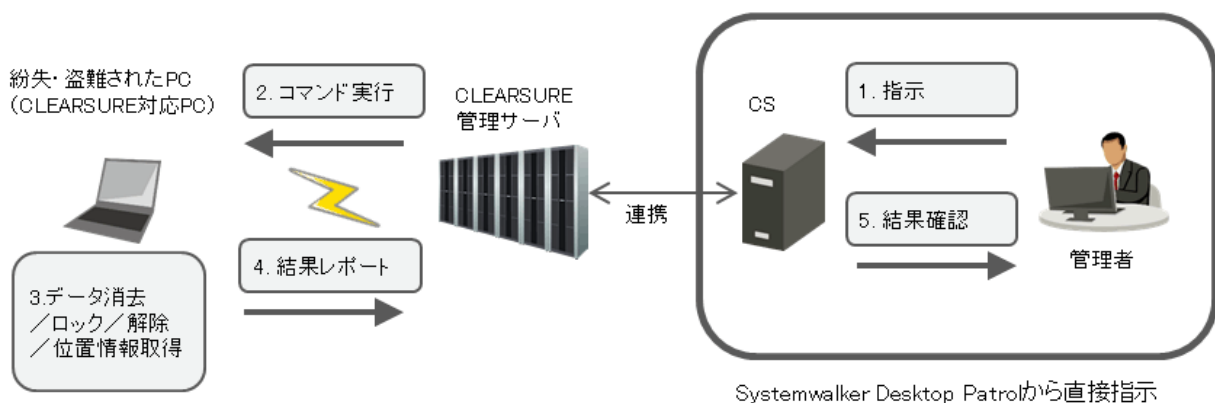 紛失・盗難されたPC
（CLEARSURE対応PC）
2. コマンド実行
CLEARSURE
管理サーバ
CS
1. 指示
連携
5. 結果確認
管理者
4. 結果レポート
3.データ消去
／ロック／解除
／位置情報取得
Systemwalker Desktop Patrolから直接指示